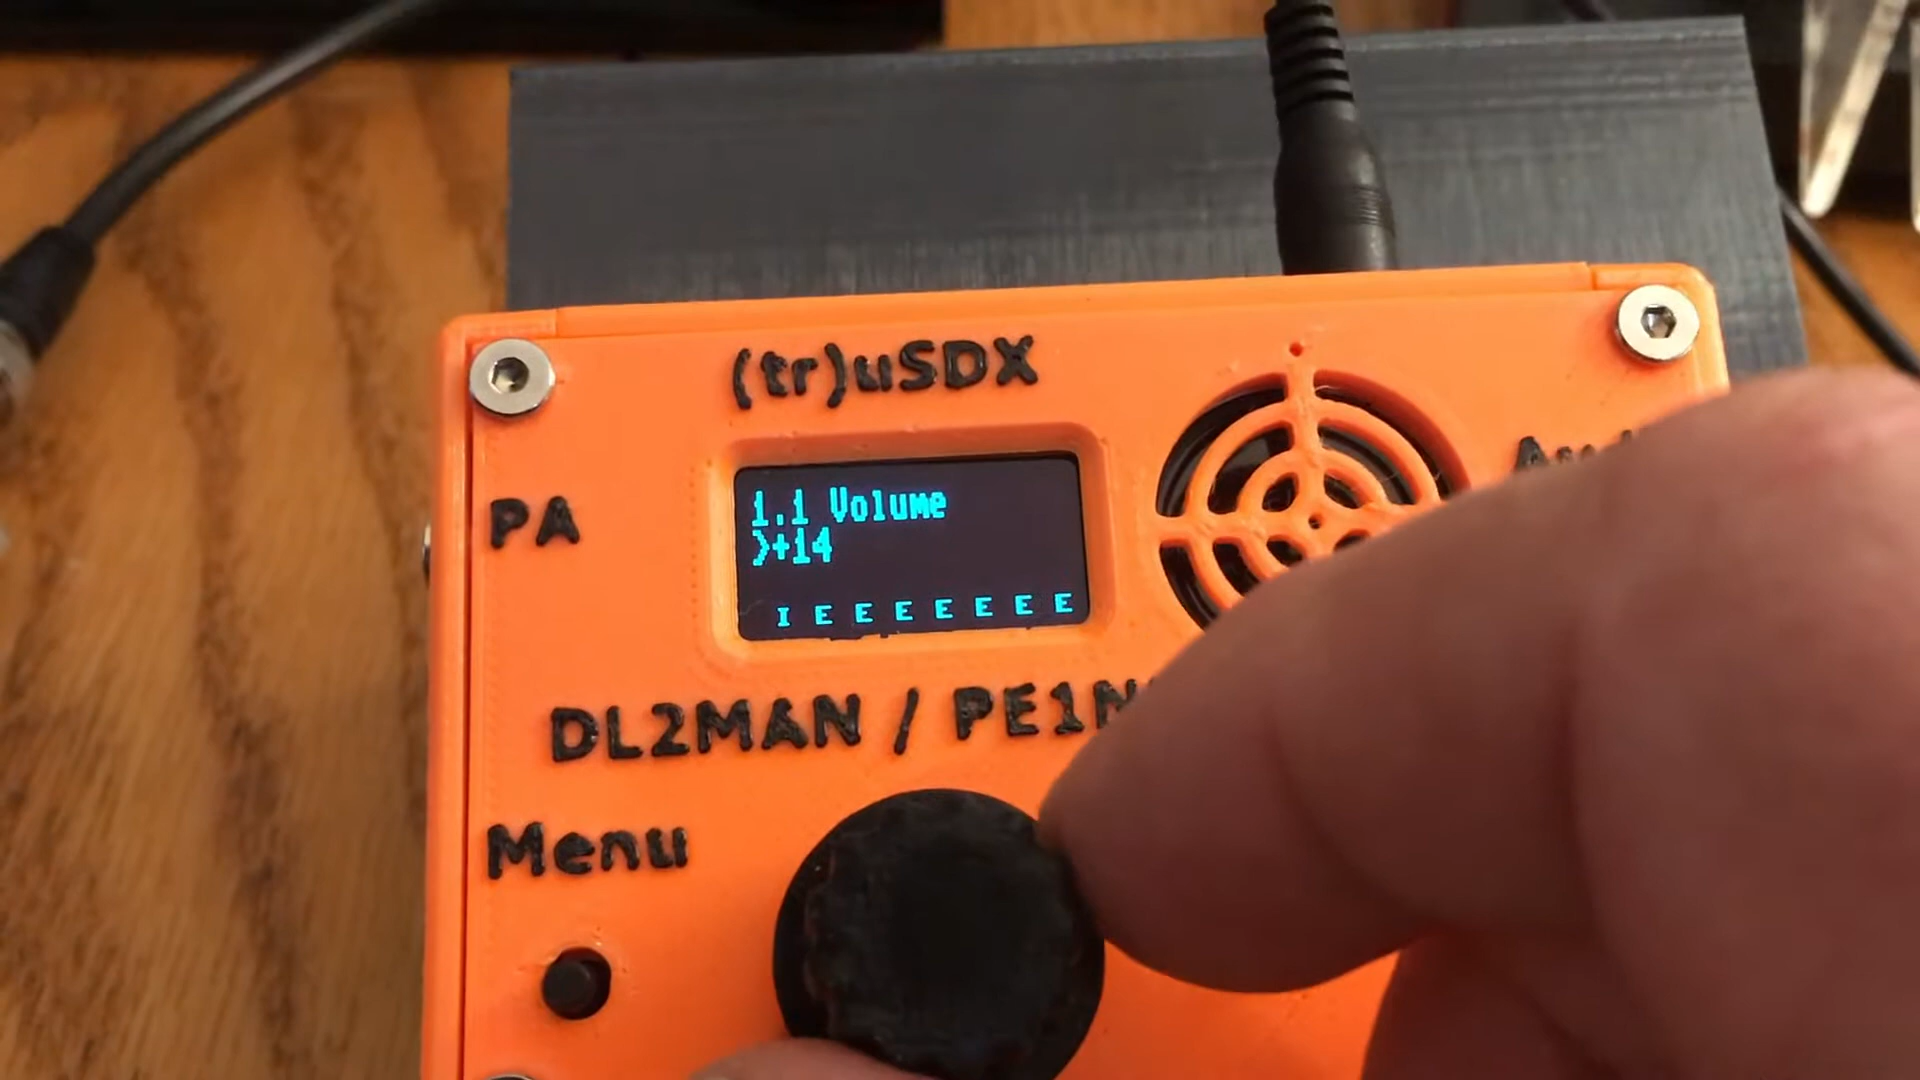 (tr)uSDX
PA
1.1 Volume
>+14
I E E E E E E E
DL2MAN / PE1N
Menu